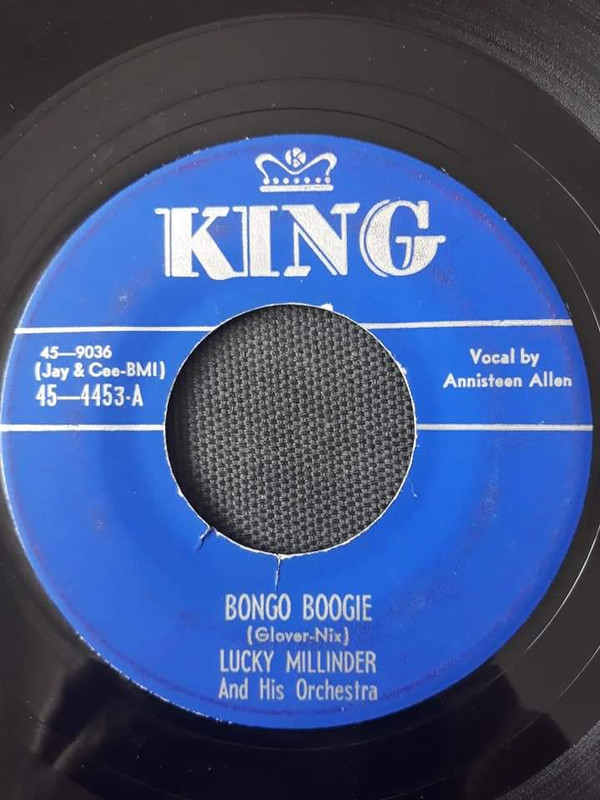 K
KING
45—9036
(Jay & Cee-BMI)
45—4453-A
Vocal by
Annisteen Allen
BONGO BOOGIE
(Glover-Nix)
LUCKY MILLINDER
And His Orchestra